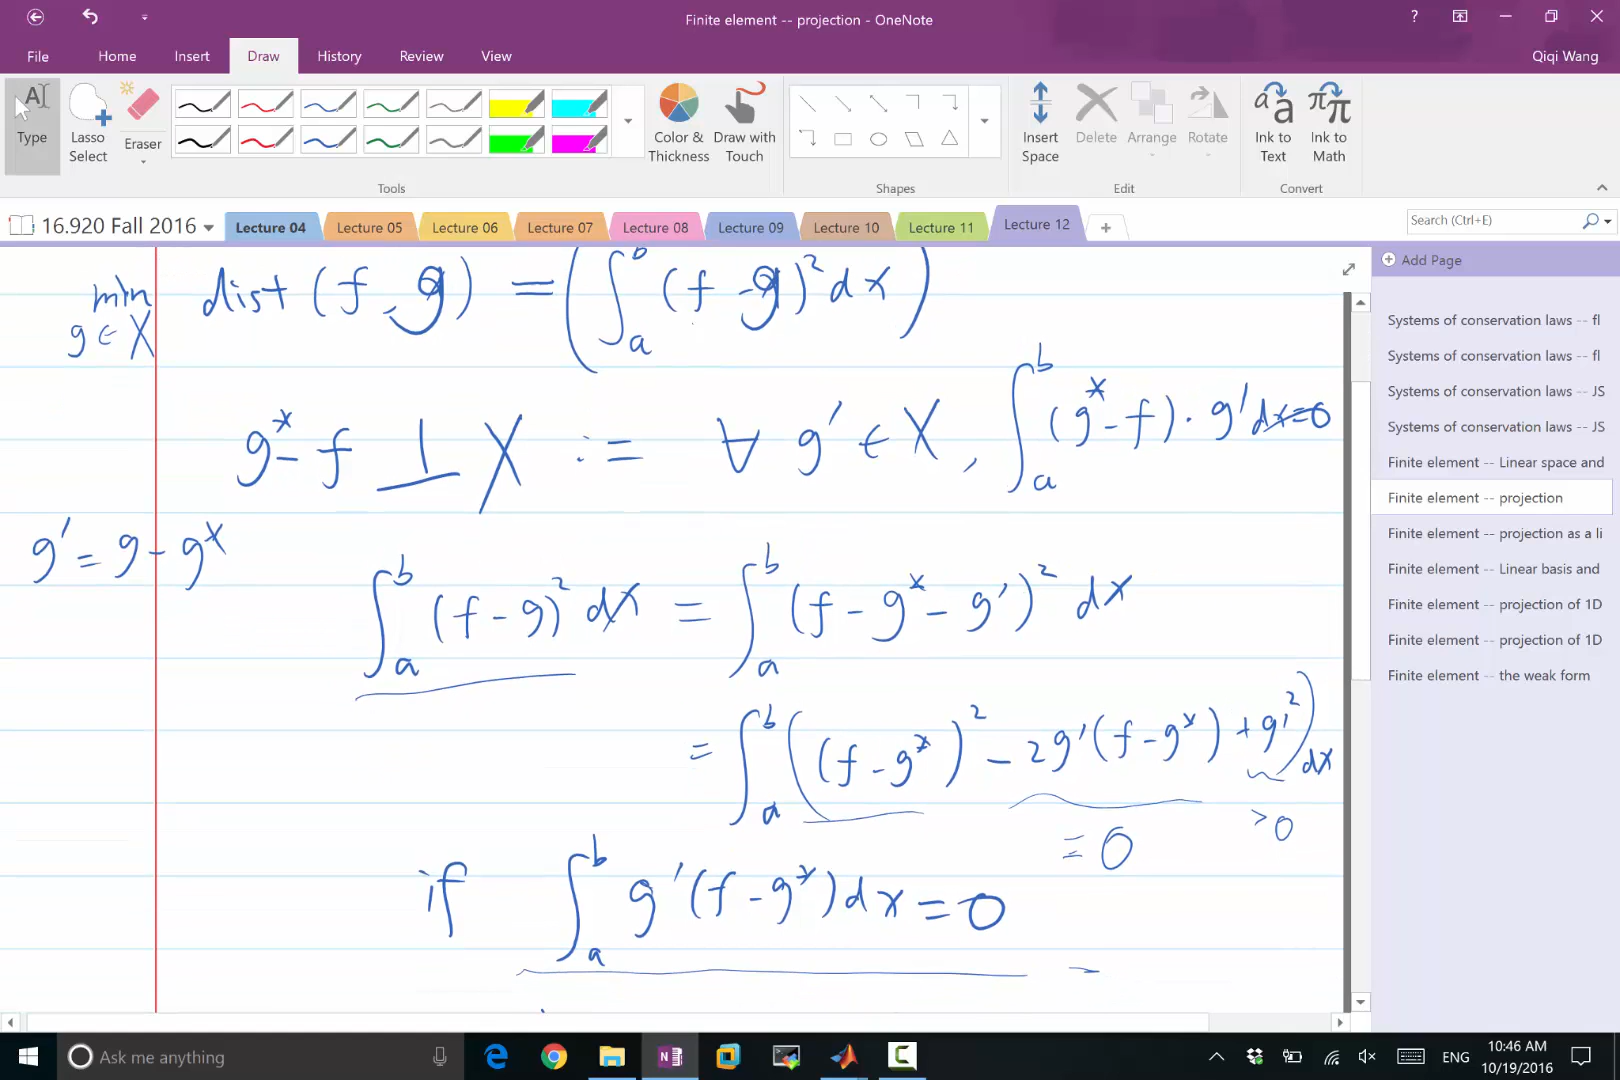 Finite element -- projection - OneNote
?
File
Home
Insert
Draw
History
Review
View
Qiqi Wang
Type
Lasso Select
Eraser
Color & Thickness
Draw with Touch
Insert Space
Delete
Arrange
Rotate
Ink to Text
Ink to Math
Tools
Shapes
Edit
Convert
16.920 Fall 2016
Lecture 04
Lecture 05
Lecture 06
Lecture 07
Lecture 08
Lecture 09
Lecture 10
Lecture 11
Lecture 12
Search (Ctrl+E)
Add Page
Systems of conservation laws -- fl
Systems of conservation laws -- fl
Systems of conservation laws -- JS
Systems of conservation laws -- JS
Finite element -- Linear space and
Finite element -- projection
Finite element -- projection as a li
Finite element -- Linear basis and
Finite element -- projection of 1D
Finite element -- projection of 1D
Finite element -- the weak form
min g ∈ X dist (f - g) = (∫_a^b (f - g)² dx)
g* - f ⊥ X := ∀ g' ∈ X, ∫_a^b (g* - f) · g' dx = 0
g' = g - g*
∫_a^b (f - g)² dx = ∫_a^b (f - g* - g')² dx
= ∫_a^b ((f - g*)² - 2g'(f - g*) + g'²) dx
= 0
> 0
if ∫_a^b g'(f - g*) dx = 0
Ask me anything
ENG
10:46 AM
10/19/2016